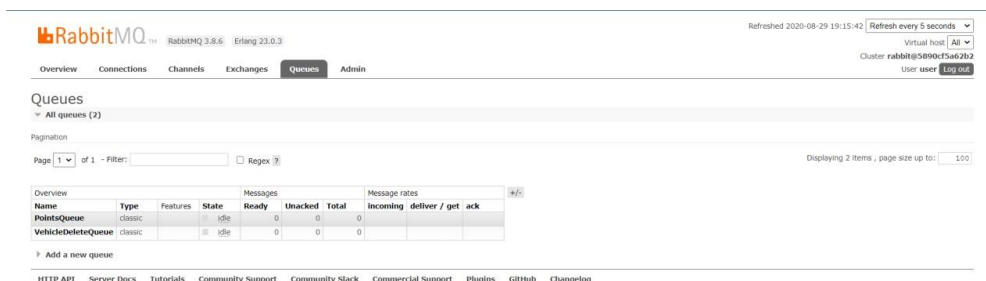 Refreshed 2020-08-29 19:15:42 Refresh every 5 seconds
RabbitMQ TM RabbitMQ 3.8.6 Erlang 23.0.3
Virtual host All
Cluster rabbit@5890cf5a62b2
User user Log out
Overview Connections Channels Exchanges Queues Admin
Queues
All queues (2)
Pagination
Page 1 of 1 - Filter: Regex ?
Displaying 2 items , page size up to: 100
Overview Messages Message rates +/-
Name Type Features State Ready Unacked Total incoming deliver / get ack
PointsQueue classic idle 0 0 0
VehicleDeleteQueue classic idle 0 0 0
Add a new queue
HTTP API Server Docs Tutorials Community Support Community Slack Commercial Support Plugins GitHub Changelog